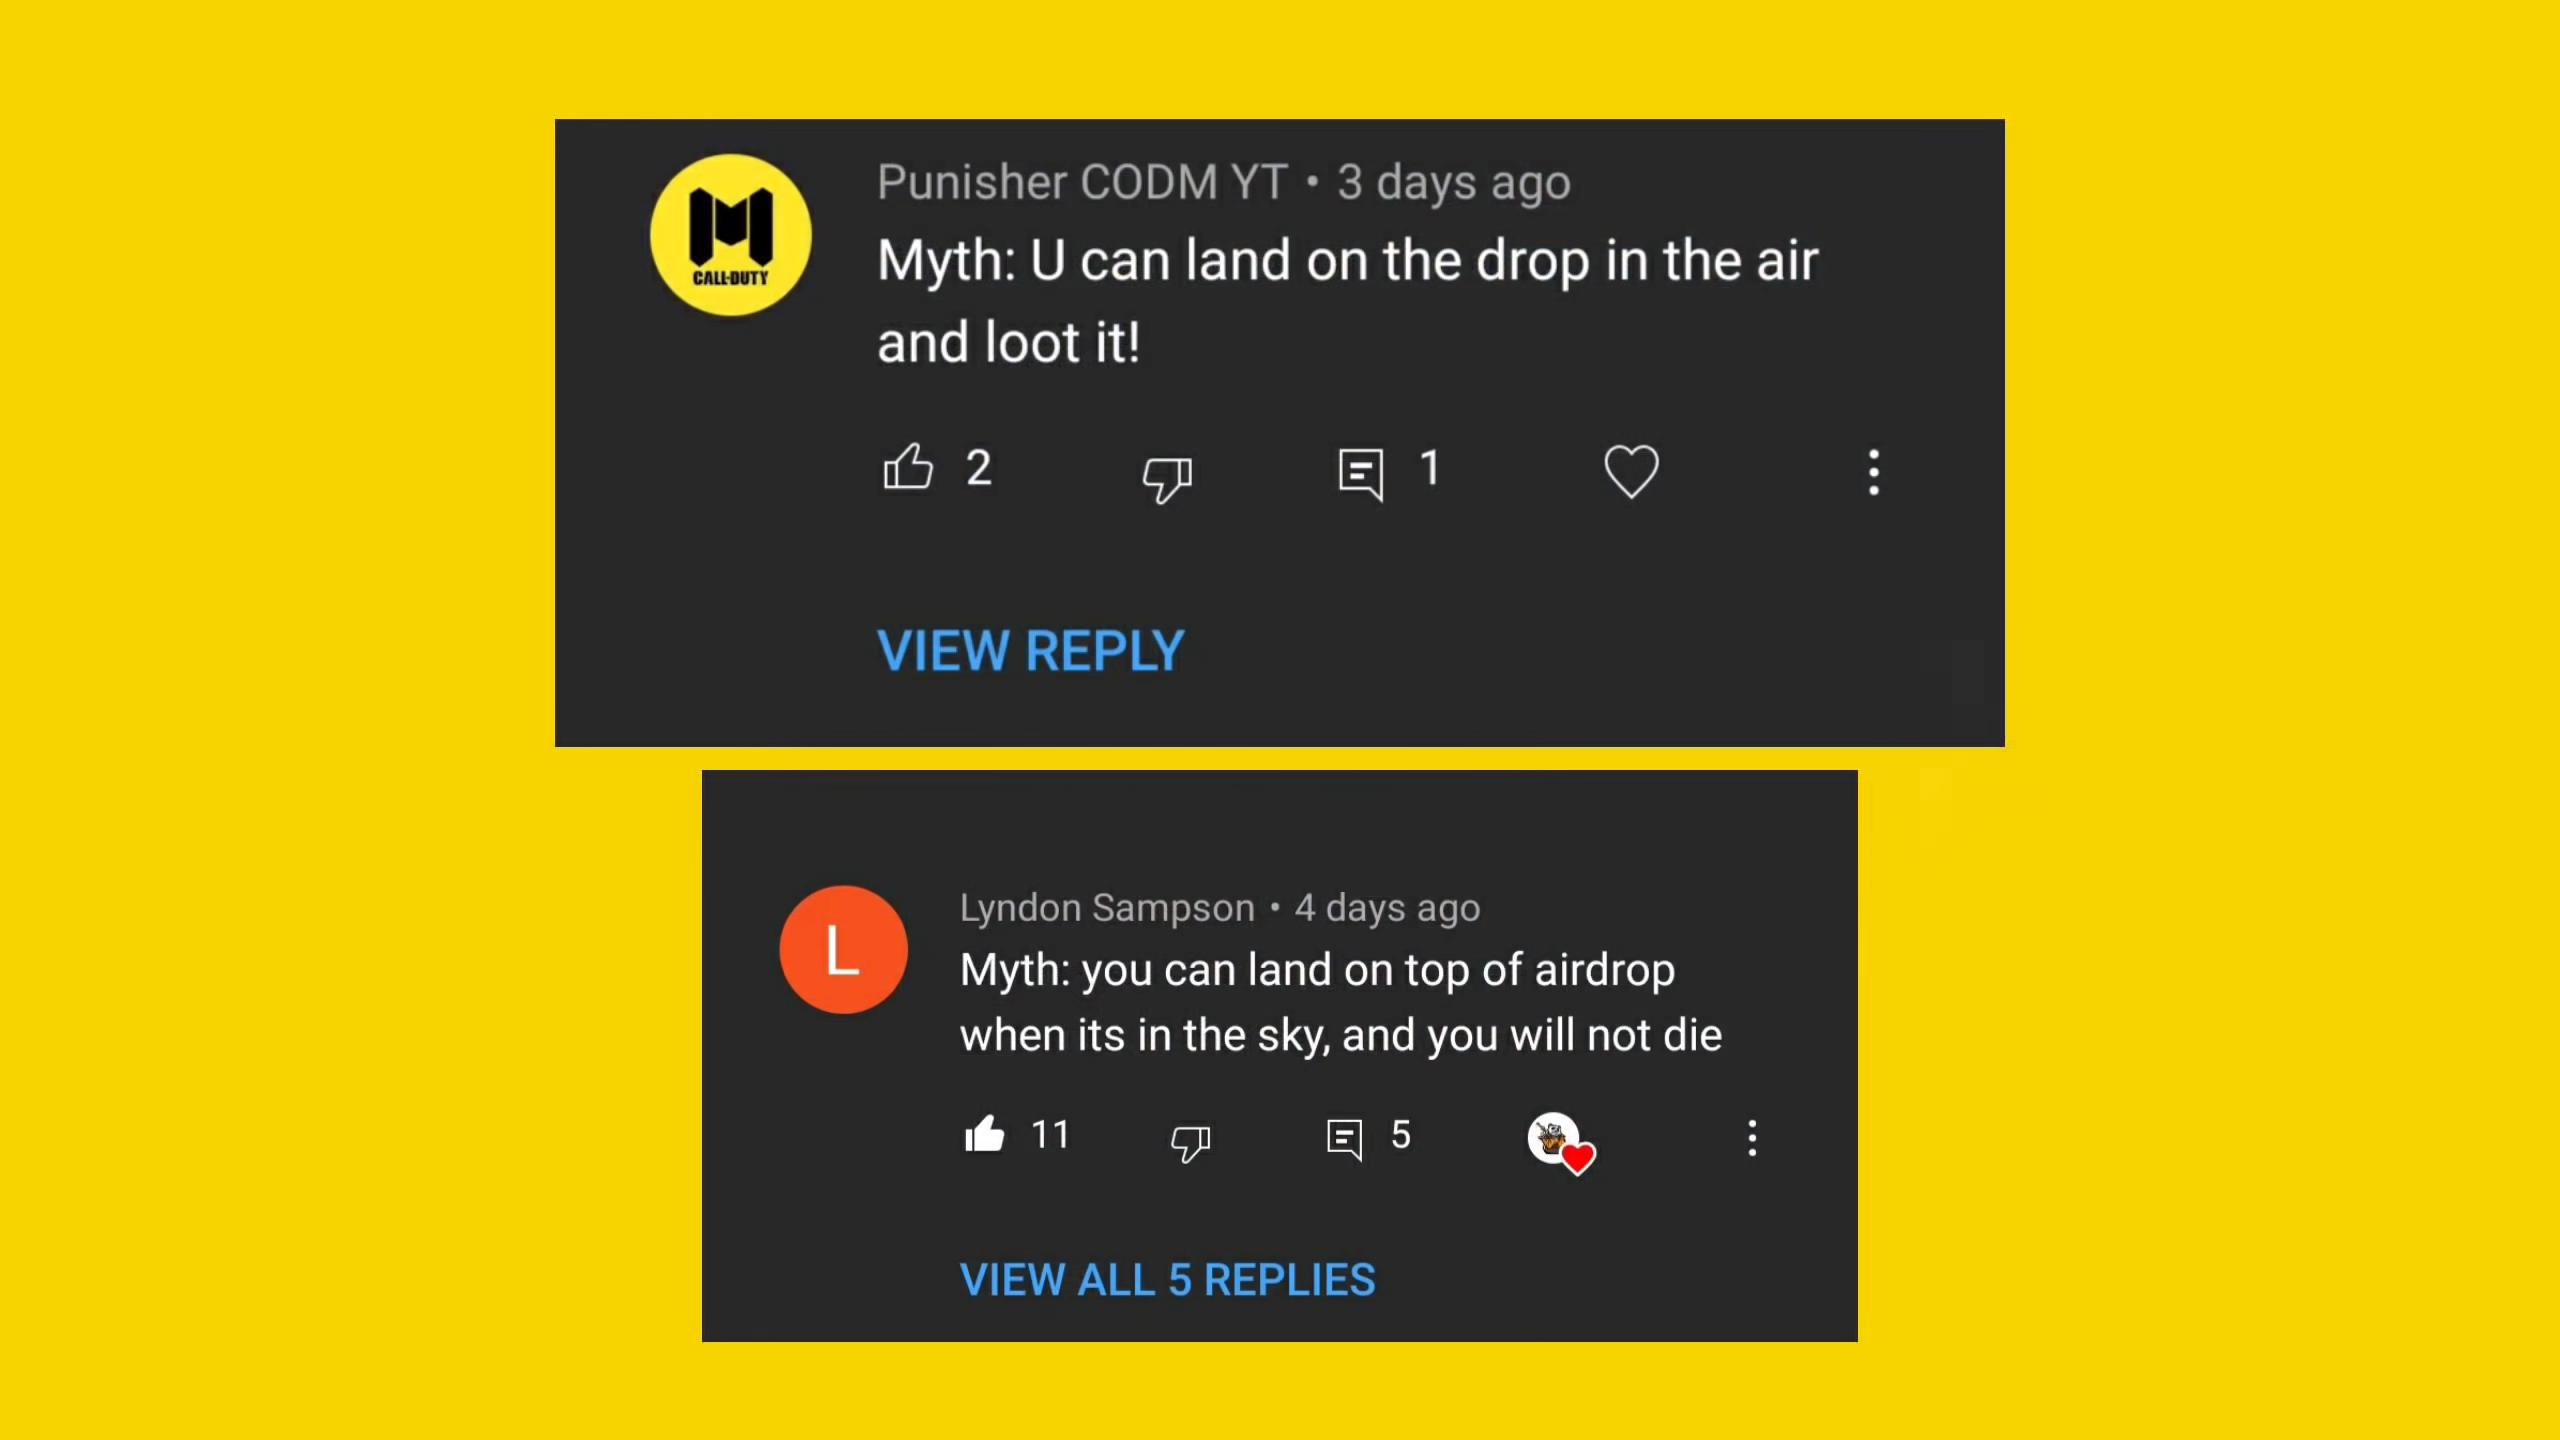 CALL·DUTY
Punisher CODM YT • 3 days ago
Myth: U can land on the drop in the air
and loot it!
2
1
VIEW REPLY
L
Lyndon Sampson • 4 days ago
Myth: you can land on top of airdrop
when its in the sky, and you will not die
11
5
VIEW ALL 5 REPLIES